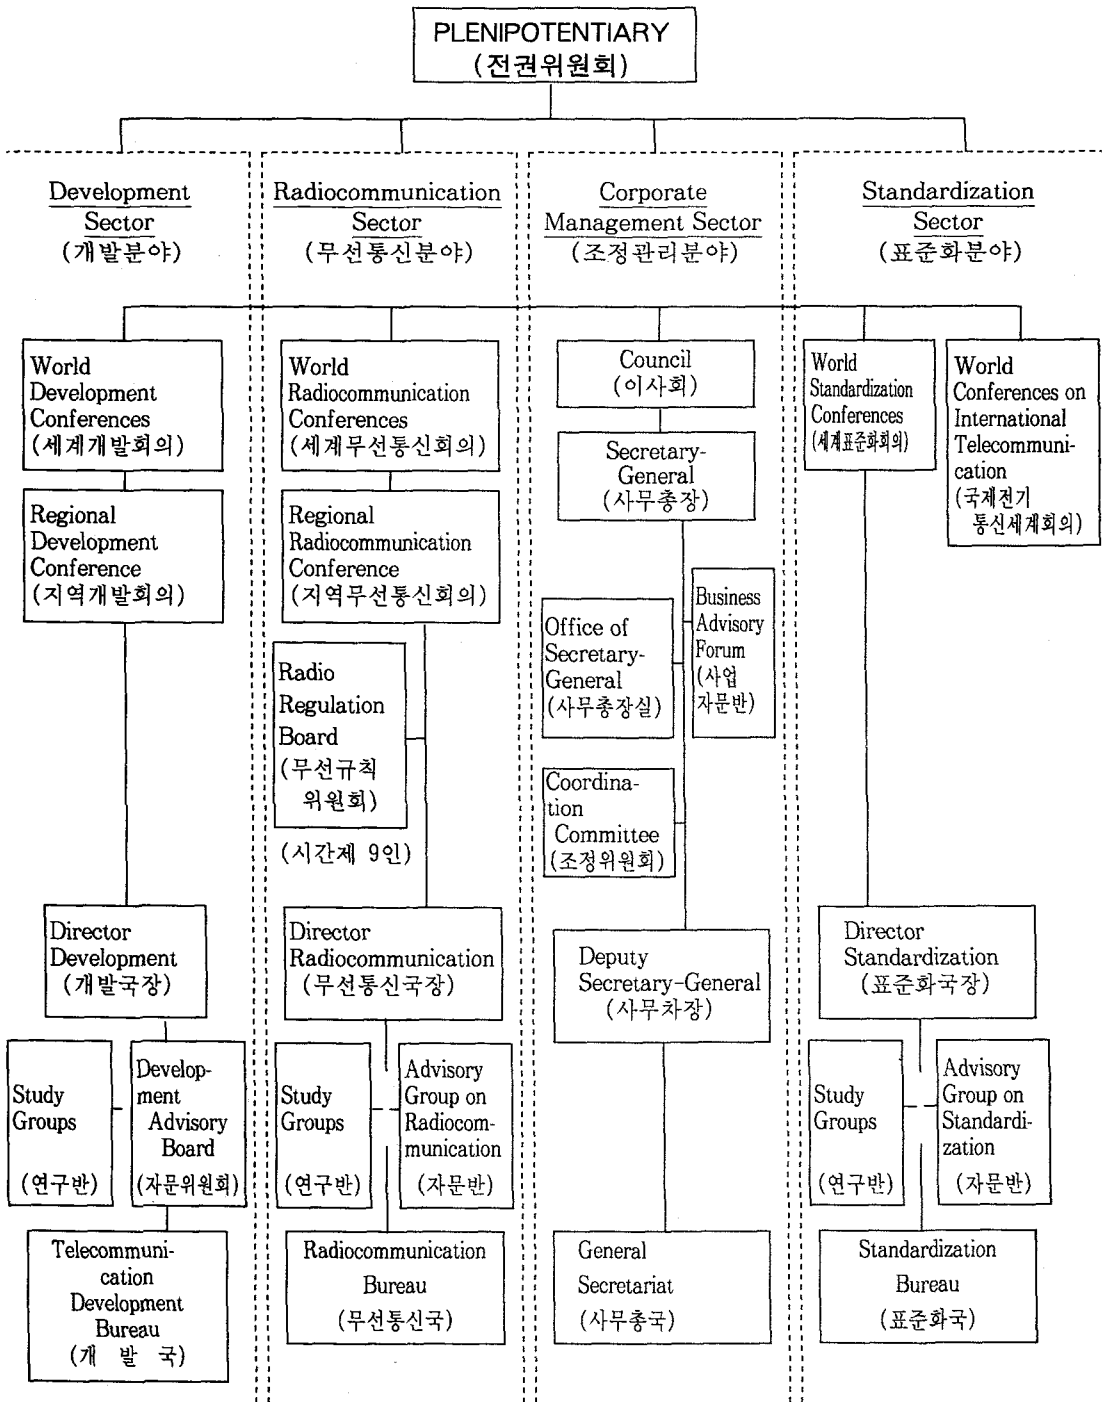 PLENIPOTENTIARY
(전권위원회)
Development
Sector
(개발분야)
Radiocommunication
Sector
(무선통신분야)
Corporate
Management Sector
(조정관리분야)
Standardization
Sector
(표준화분야)
World
Development
Conferences
(세계개발회의)
World
Radiocommunication
Conferences
(세계무선통신회의)
Council
(이사회)
World
Standardization
Conferences
(세계표준화회의)
World
Conferences on
International
Telecommuni-
cation
(국제전기
통신세계회의)
Secretary-
General
(사무총장)
Regional
Development
Conference
(지역개발회의)
Regional
Radiocommunication
Conference
(지역무선통신회의)
Radio
Regulation
Board
(무선규칙
위원회)
(시간제 9인)
Office of
Secretary-
General
(사무총장실)
Business
Advisory
Forum
(사업
자문반)
Coordina-
tion
Committee
(조정위원회)
Director
Development
(개발국장)
Director
Radiocommunication
(무선통신국장)
Deputy
Secretary-General
(사무차장)
Director
Standardization
(표준화국장)
Study
Groups
(연구반)
Develop-
ment
Advisory
Board
(자문위원회)
Study
Groups
(연구반)
Advisory
Group on
Radiocom-
munication
(자문반)
Study
Groups
(연구반)
Advisory
Group on
Standardi-
zation
(자문반)
Telecommuni-
cation
Development
Bureau
(개 발 국)
Radiocommunication
Bureau
(무선통신국)
General
Secretariat
(사무총국)
Standardization
Bureau
(표준화국)